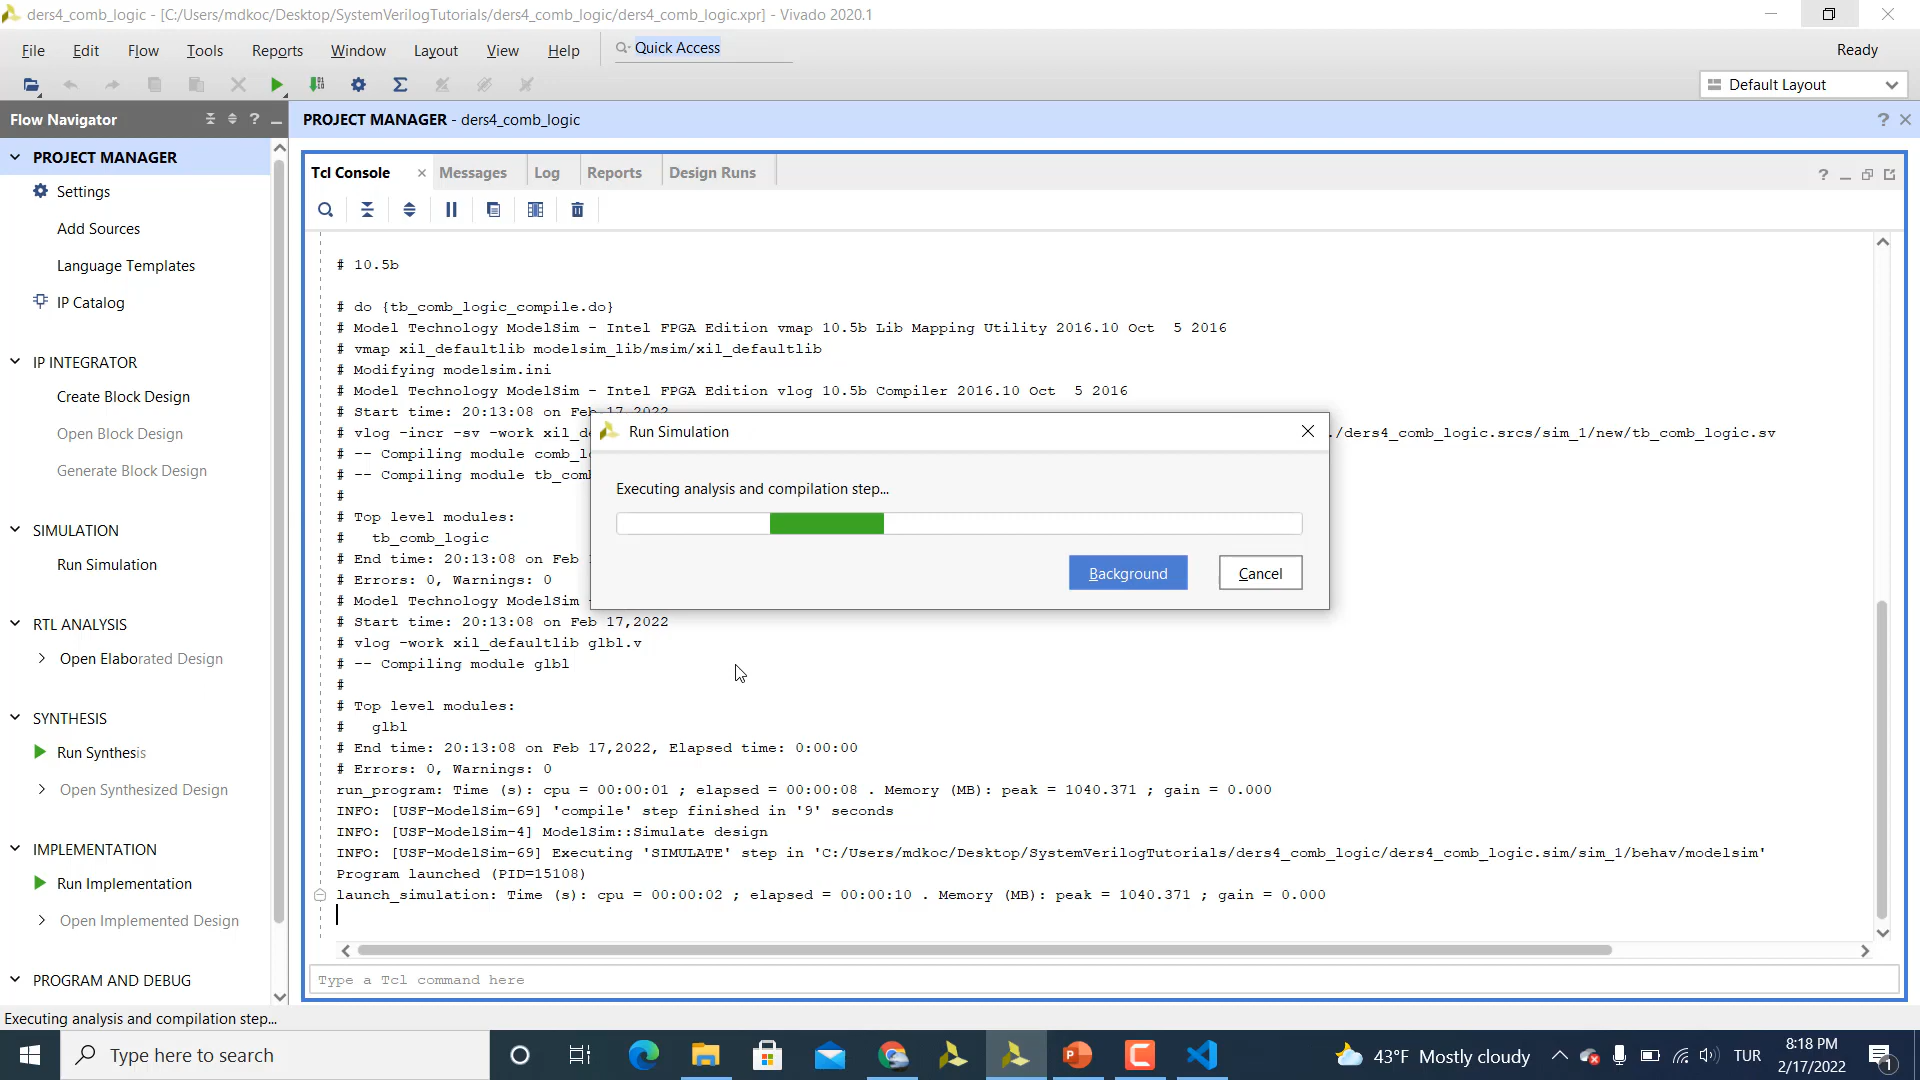 ders4_comb_logic - [C:/Users/mdkoc/Desktop/SystemVerilogTutorials/ders4_comb_logic/ders4_comb_logic.xpr] - Vivado 2020.1
File Edit Flow Tools Reports Window Layout View Help Quick Access Ready
Default Layout
Flow Navigator
PROJECT MANAGER - ders4_comb_logic
PROJECT MANAGER
Settings
Add Sources
Language Templates
IP Catalog
IP INTEGRATOR
Create Block Design
Open Block Design
Generate Block Design
SIMULATION
Run Simulation
RTL ANALYSIS
Open Elaborated Design
SYNTHESIS
Run Synthesis
Open Synthesized Design
IMPLEMENTATION
Run Implementation
Open Implemented Design
PROGRAM AND DEBUG
Tcl Console Messages Log Reports Design Runs
# 10.5b
# do {tb_comb_logic_compile.do}
# Model Technology ModelSim - Intel FPGA Edition vmap 10.5b Lib Mapping Utility 2016.10 Oct  5 2016
# vmap xil_defaultlib modelsim_lib/msim/xil_defaultlib
# Modifying modelsim.ini
# Model Technology ModelSim - Intel FPGA Edition vlog 10.5b Compiler 2016.10 Oct  5 2016
# Start time: 20:13:08 on Feb 17,2022
# vlog -incr -sv -work xil_de /ders4_comb_logic.srcs/sim_1/new/tb_comb_logic.sv
# -- Compiling module comb_lo
# -- Compiling module tb_comb
#
# Top level modules:
#   tb_comb_logic
# End time: 20:13:08 on Feb
# Errors: 0, Warnings: 0
# Model Technology ModelSim
# Start time: 20:13:08 on Feb 17,2022
# vlog -work xil_defaultlib glbl.v
# -- Compiling module glbl
#
# Top level modules:
#   glbl
# End time: 20:13:08 on Feb 17,2022, Elapsed time: 0:00:00
# Errors: 0, Warnings: 0
run_program: Time (s): cpu = 00:00:01 ; elapsed = 00:00:08 . Memory (MB): peak = 1040.371 ; gain = 0.000
INFO: [USF-ModelSim-69] 'compile' step finished in '9' seconds
INFO: [USF-ModelSim-4] ModelSim::Simulate design
INFO: [USF-ModelSim-69] Executing 'SIMULATE' step in 'C:/Users/mdkoc/Desktop/SystemVerilogTutorials/ders4_comb_logic/ders4_comb_logic.sim/sim_1/behav/modelsim'
Program launched (PID=15108)
launch_simulation: Time (s): cpu = 00:00:02 ; elapsed = 00:00:10 . Memory (MB): peak = 1040.371 ; gain = 0.000
Type a Tcl command here
Run Simulation
Executing analysis and compilation step...
Background Cancel
Executing analysis and compilation step...
Type here to search
43°F Mostly cloudy TUR
8:18 PM
2/17/2022
1